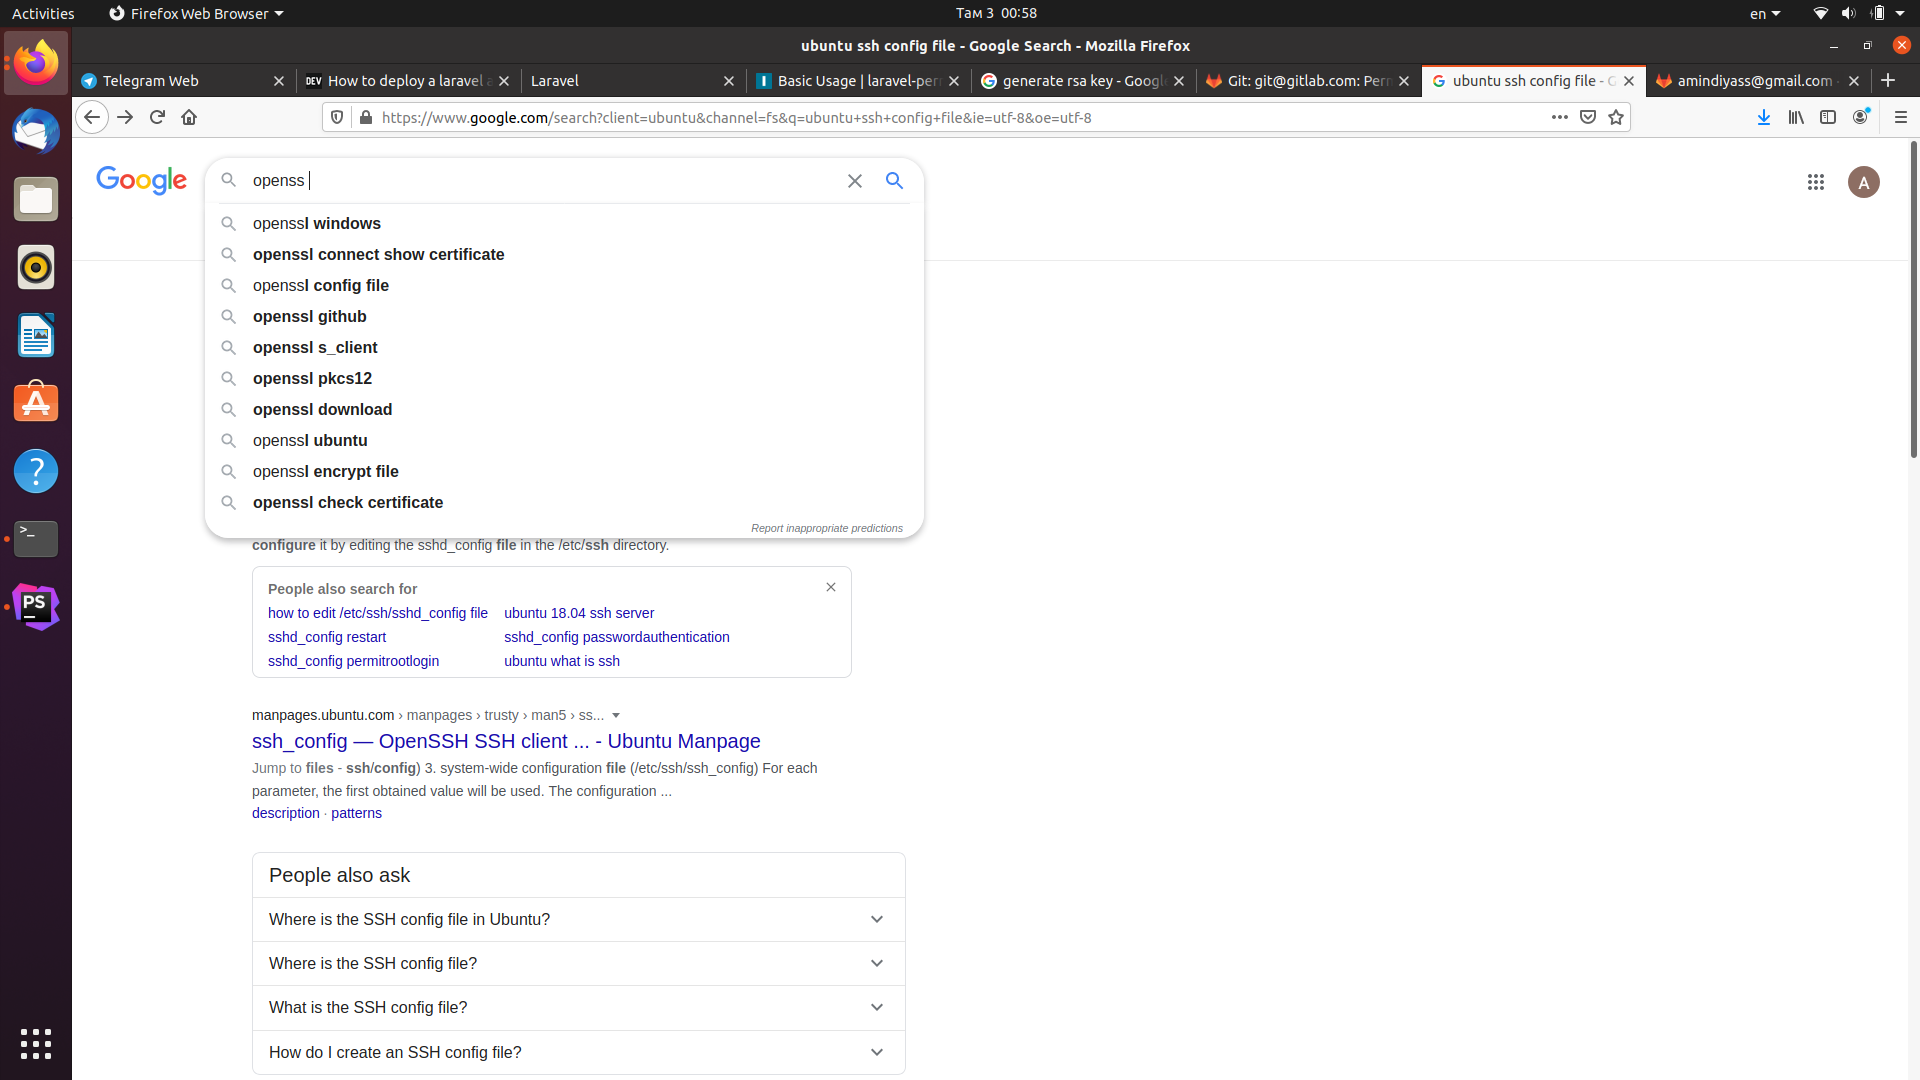 Activities
Firefox Web Browser
Там 3 00:58
en
ubuntu ssh config file - Google Search - Mozilla Firefox
Telegram Web
DEV How to deploy a laravel a
Laravel
Basic Usage | laravel-per
generate rsa key - Google
Git: git@gitlab.com: Perm
ubuntu ssh config file - G
amindiyass@gmail.com ·
https://www.google.com/search?client=ubuntu&channel=fs&q=ubuntu+ssh+config+file&ie=utf-8&oe=utf-8
Google
openss
A
openssl windows
openssl connect show certificate
openssl config file
openssl github
openssl s_client
openssl pkcs12
openssl download
openssl ubuntu
openssl encrypt file
openssl check certificate
Report inappropriate predictions
configure it by editing the sshd_config file in the /etc/ssh directory.
People also search for
how to edit /etc/ssh/sshd_config file
ubuntu 18.04 ssh server
sshd_config restart
sshd_config passwordauthentication
sshd_config permitrootlogin
ubuntu what is ssh
manpages.ubuntu.com › manpages › trusty › man5 › ss...
ssh_config — OpenSSH SSH client ... - Ubuntu Manpage
Jump to files - ssh/config) 3. system-wide configuration file (/etc/ssh/ssh_config) For each
parameter, the first obtained value will be used. The configuration ...
description · patterns
People also ask
Where is the SSH config file in Ubuntu?
Where is the SSH config file?
What is the SSH config file?
How do I create an SSH config file?
>_
PS